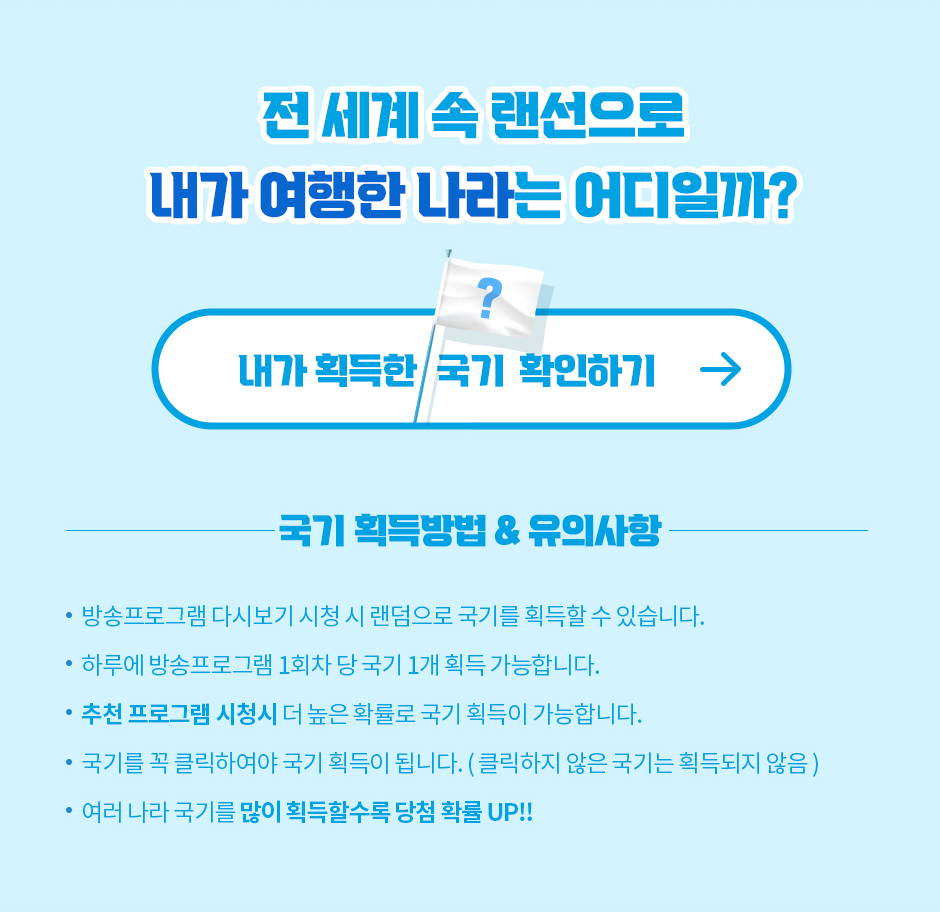 전 세계 속 랜선으로
내가 여행한 나라는 어디일까?
?
내가 획득한 국기 확인하기
국기 획득방법 & 유의사항
• 방송프로그램 다시보기 시청 시 랜덤으로 국기를 획득할 수 있습니다.
• 하루에 방송프로그램 1회차 당 국기 1개 획득 가능합니다.
• 추천 프로그램 시청시 더 높은 확률로 국기 획득이 가능합니다.
• 국기를 꼭 클릭하여야 국기 획득이 됩니다. ( 클릭하지 않은 국기는 획득되지 않음 )
• 여러 나라 국기를 많이 획득할수록 당첨 확률 UP!!